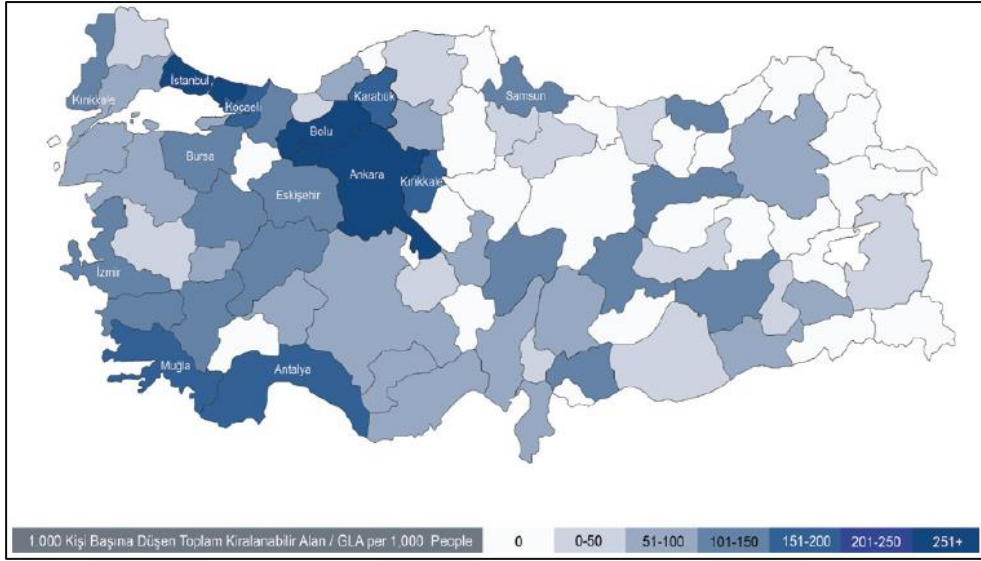 İstanbul
Kırıkkale
Koçaeli
Karabük
Samsun
Bolu
Bursa
Ankara
Kırıkkale
Eskişehir
İzmir
Muğla
Antalya
1.000 Kişi Başına Düşen Toplam Kiralanabilir Alan / GLA per 1,000 People
0
0-50
51-100
101-150
151-200
201-250
251+